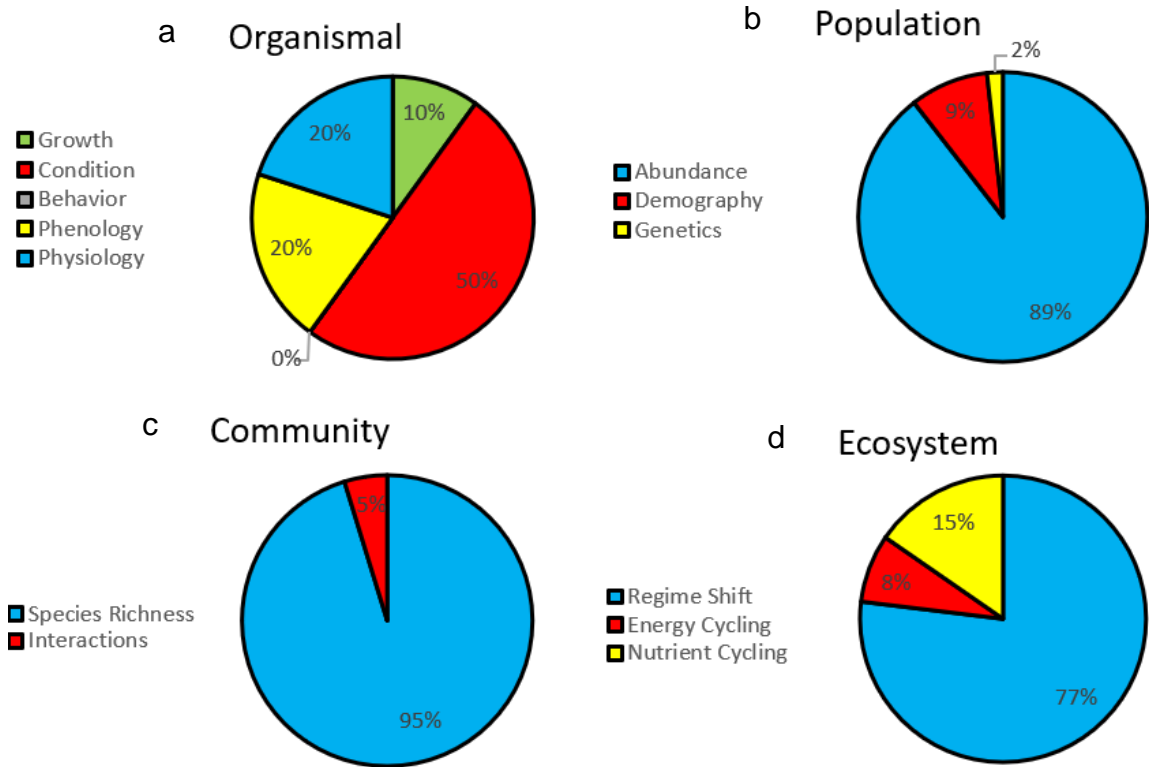 a
Organismal
Growth
Condition
Behavior
Phenology
Physiology
10%
50%
0%
20%
20%
b
Population
Abundance
Demography
Genetics
2%
9%
89%
c
Community
Species Richness
Interactions
5%
95%
d
Ecosystem
Regime Shift
Energy Cycling
Nutrient Cycling
15%
8%
77%